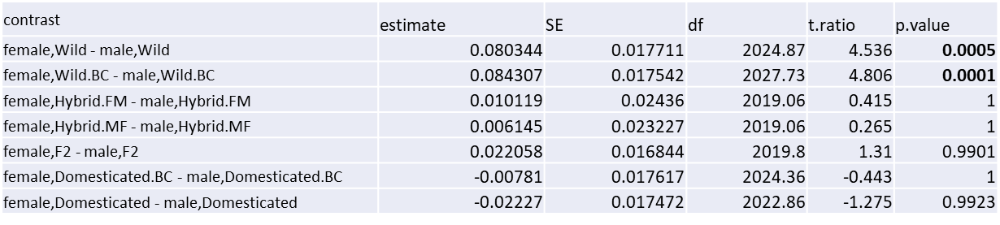 contrast estimate SE df t.ratio p.value
female,Wild - male,Wild 0.080344 0.017711 2024.87 4.536 0.0005
female,Wild.BC - male,Wild.BC 0.084307 0.017542 2027.73 4.806 0.0001
female,Hybrid.FM - male,Hybrid.FM 0.010119 0.02436 2019.06 0.415 1
female,Hybrid.MF - male,Hybrid.MF 0.006145 0.023227 2019.06 0.265 1
female,F2 - male,F2 0.022058 0.016844 2019.8 1.31 0.9901
female,Domesticated.BC - male,Domesticated.BC -0.00781 0.017617 2024.36 -0.443 1
female,Domesticated - male,Domesticated -0.02227 0.017472 2022.86 -1.275 0.9923